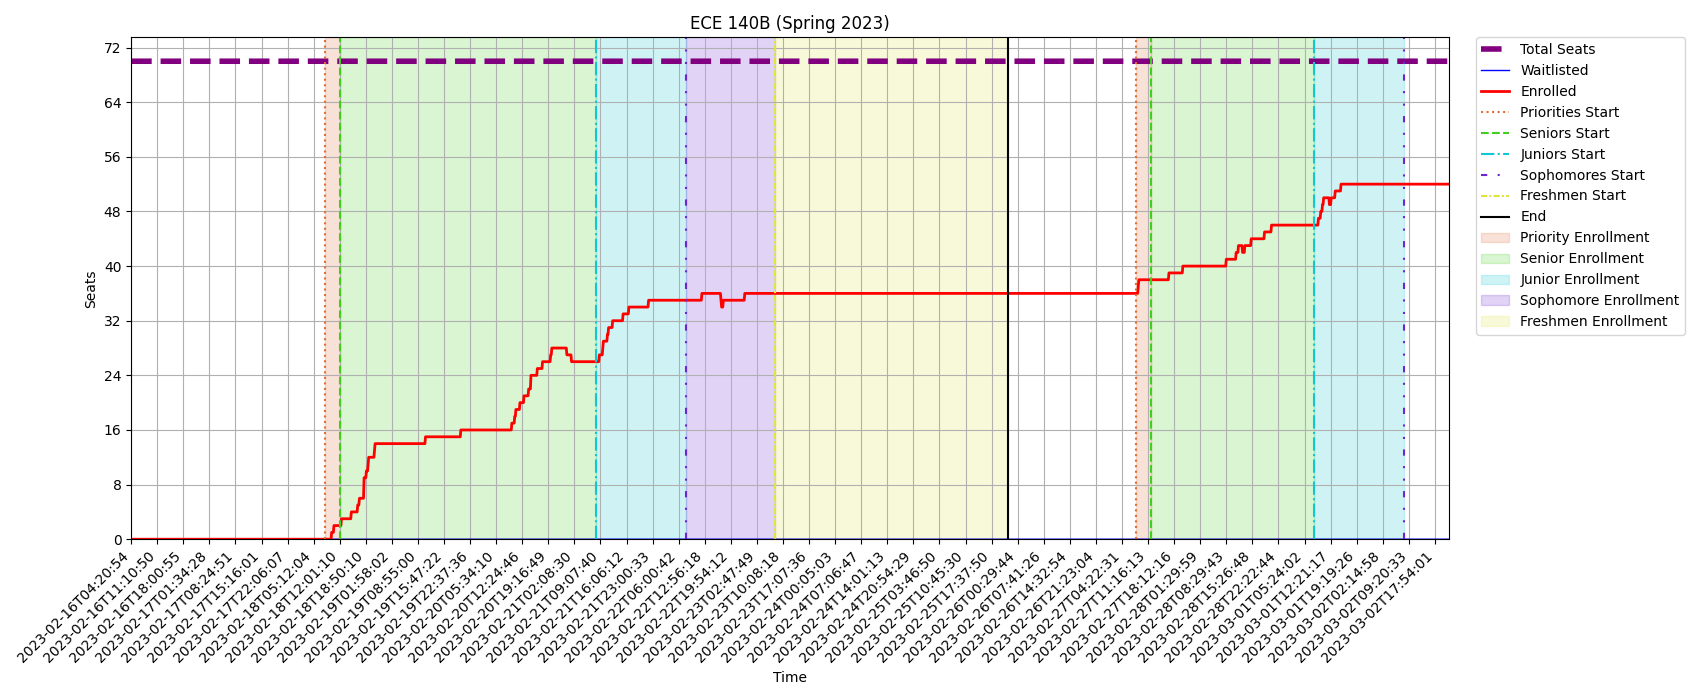 ECE 140B (Spring 2023)
72
64
56
48
40
32
24
16
8
0
Seats
2023-02-16T04:20:54
2023-02-16T11:10:50
2023-02-16T18:00:55
2023-02-17T01:34:28
2023-02-17T08:24:51
2023-02-17T15:16:01
2023-02-17T22:06:07
2023-02-18T05:12:04
2023-02-18T12:01:10
2023-02-18T18:50:10
2023-02-19T01:58:02
2023-02-19T08:55:00
2023-02-19T15:47:22
2023-02-19T22:37:36
2023-02-20T05:34:10
2023-02-20T12:24:46
2023-02-20T19:16:49
2023-02-21T02:08:30
2023-02-21T09:07:40
2023-02-21T16:06:12
2023-02-21T23:00:33
2023-02-22T06:00:42
2023-02-22T12:56:18
2023-02-22T19:54:12
2023-02-23T02:47:49
2023-02-23T10:08:18
2023-02-23T17:07:36
2023-02-24T00:05:03
2023-02-24T07:06:47
2023-02-24T14:01:13
2023-02-24T20:54:29
2023-02-25T03:46:50
2023-02-25T10:45:30
2023-02-25T17:37:50
2023-02-26T00:29:44
2023-02-26T07:41:26
2023-02-26T14:32:54
2023-02-26T21:23:04
2023-02-27T04:22:31
2023-02-27T11:16:13
2023-02-27T18:12:16
2023-02-28T01:29:59
2023-02-28T08:29:43
2023-02-28T15:26:48
2023-02-28T22:22:44
2023-03-01T05:24:02
2023-03-01T12:21:17
2023-03-01T19:19:26
2023-03-02T02:14:58
2023-03-02T09:20:33
2023-03-02T17:54:01
Time
Total Seats
Waitlisted
Enrolled
Priorities Start
Seniors Start
Juniors Start
Sophomores Start
Freshmen Start
End
Priority Enrollment
Senior Enrollment
Junior Enrollment
Sophomore Enrollment
Freshmen Enrollment